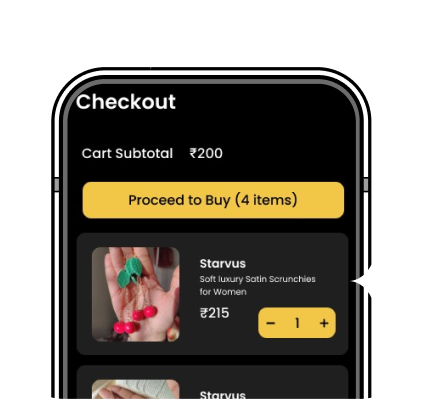 Checkout
Cart Subtotal ₹200
Proceed to Buy (4 items)
Starvus
Soft luxury Satin Scrunchies
for Women
₹215
− 1 +
Starvus